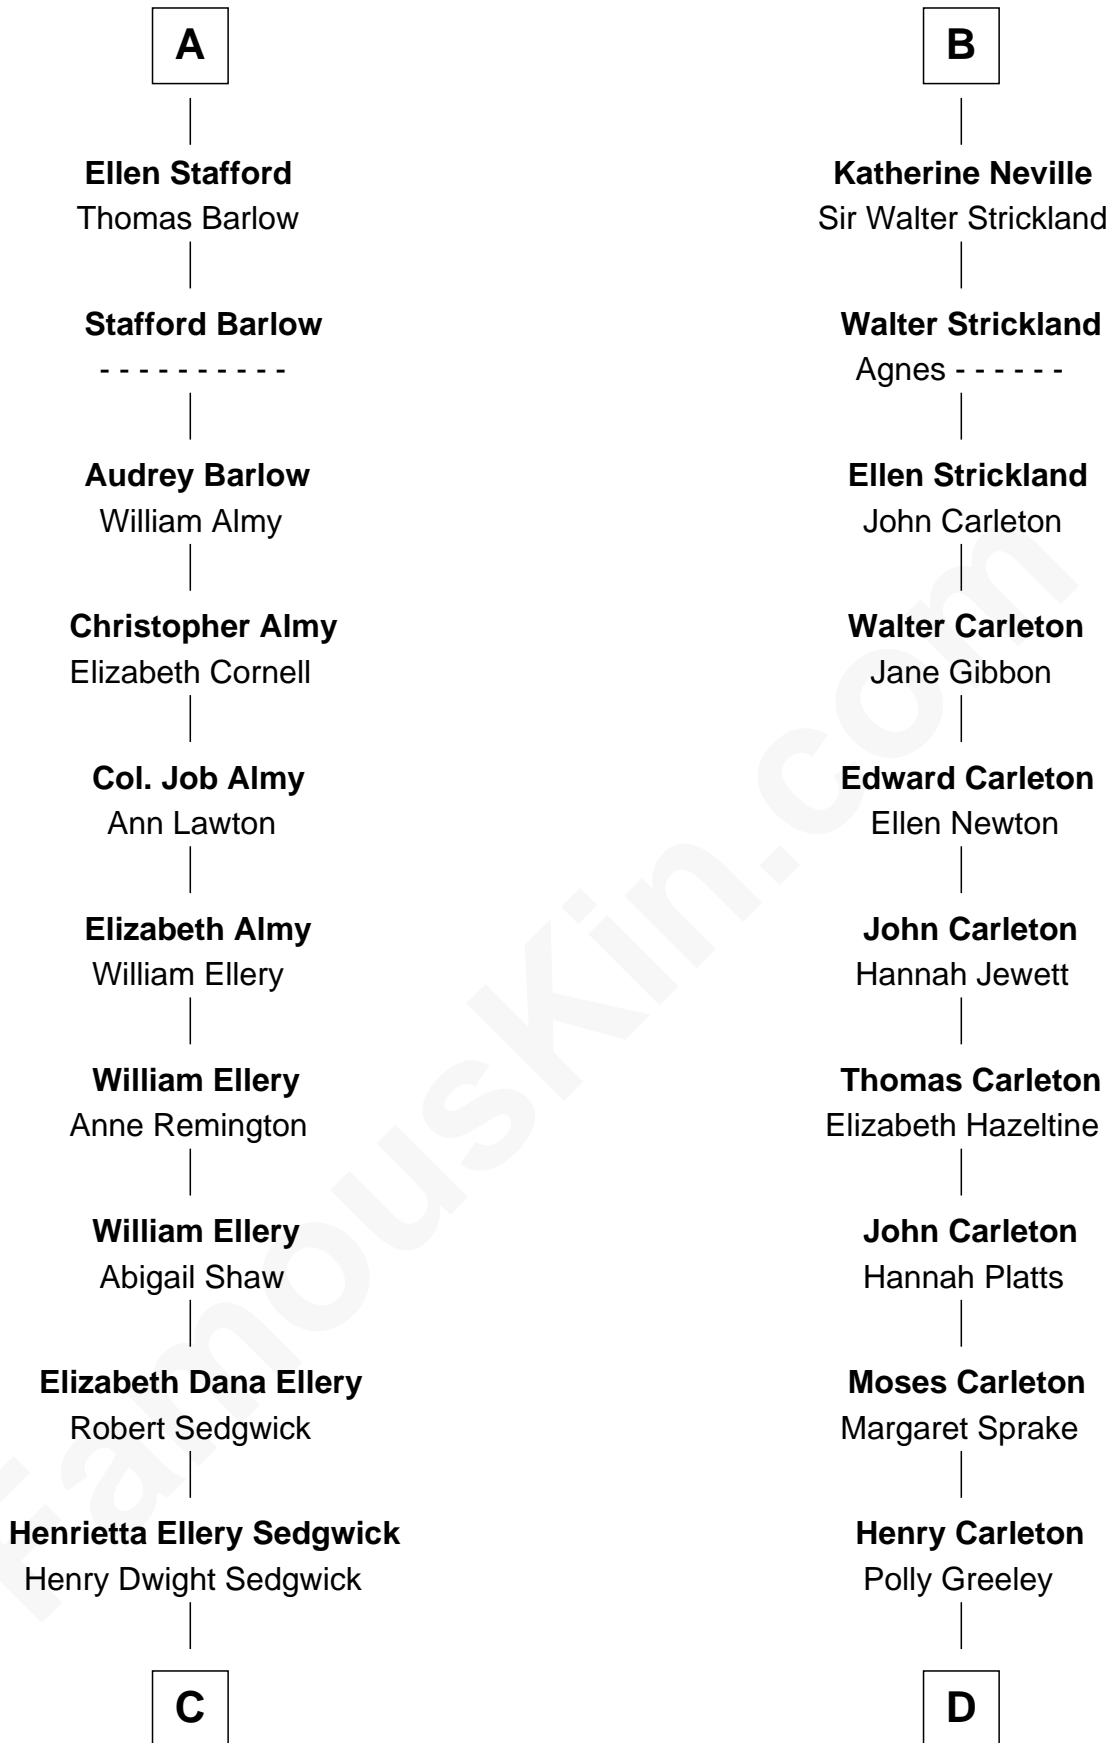 A
Ellen Stafford
Thomas Barlow
Stafford Barlow
- - - - - - - - - -
Audrey Barlow
William Almy
Christopher Almy
Elizabeth Cornell
Col. Job Almy
Ann Lawton
Elizabeth Almy
William Ellery
William Ellery
Anne Remington
William Ellery
Abigail Shaw
Elizabeth Dana Ellery
Robert Sedgwick
Henrietta Ellery Sedgwick
Henry Dwight Sedgwick
C
B
Katherine Neville
Sir Walter Strickland
Walter Strickland
Agnes - - - - - -
Ellen Strickland
John Carleton
Walter Carleton
Jane Gibbon
Edward Carleton
Ellen Newton
John Carleton
Hannah Jewett
Thomas Carleton
Elizabeth Hazeltine
John Carleton
Hannah Platts
Moses Carleton
Margaret Sprake
Henry Carleton
Polly Greeley
D
FamousKin.com